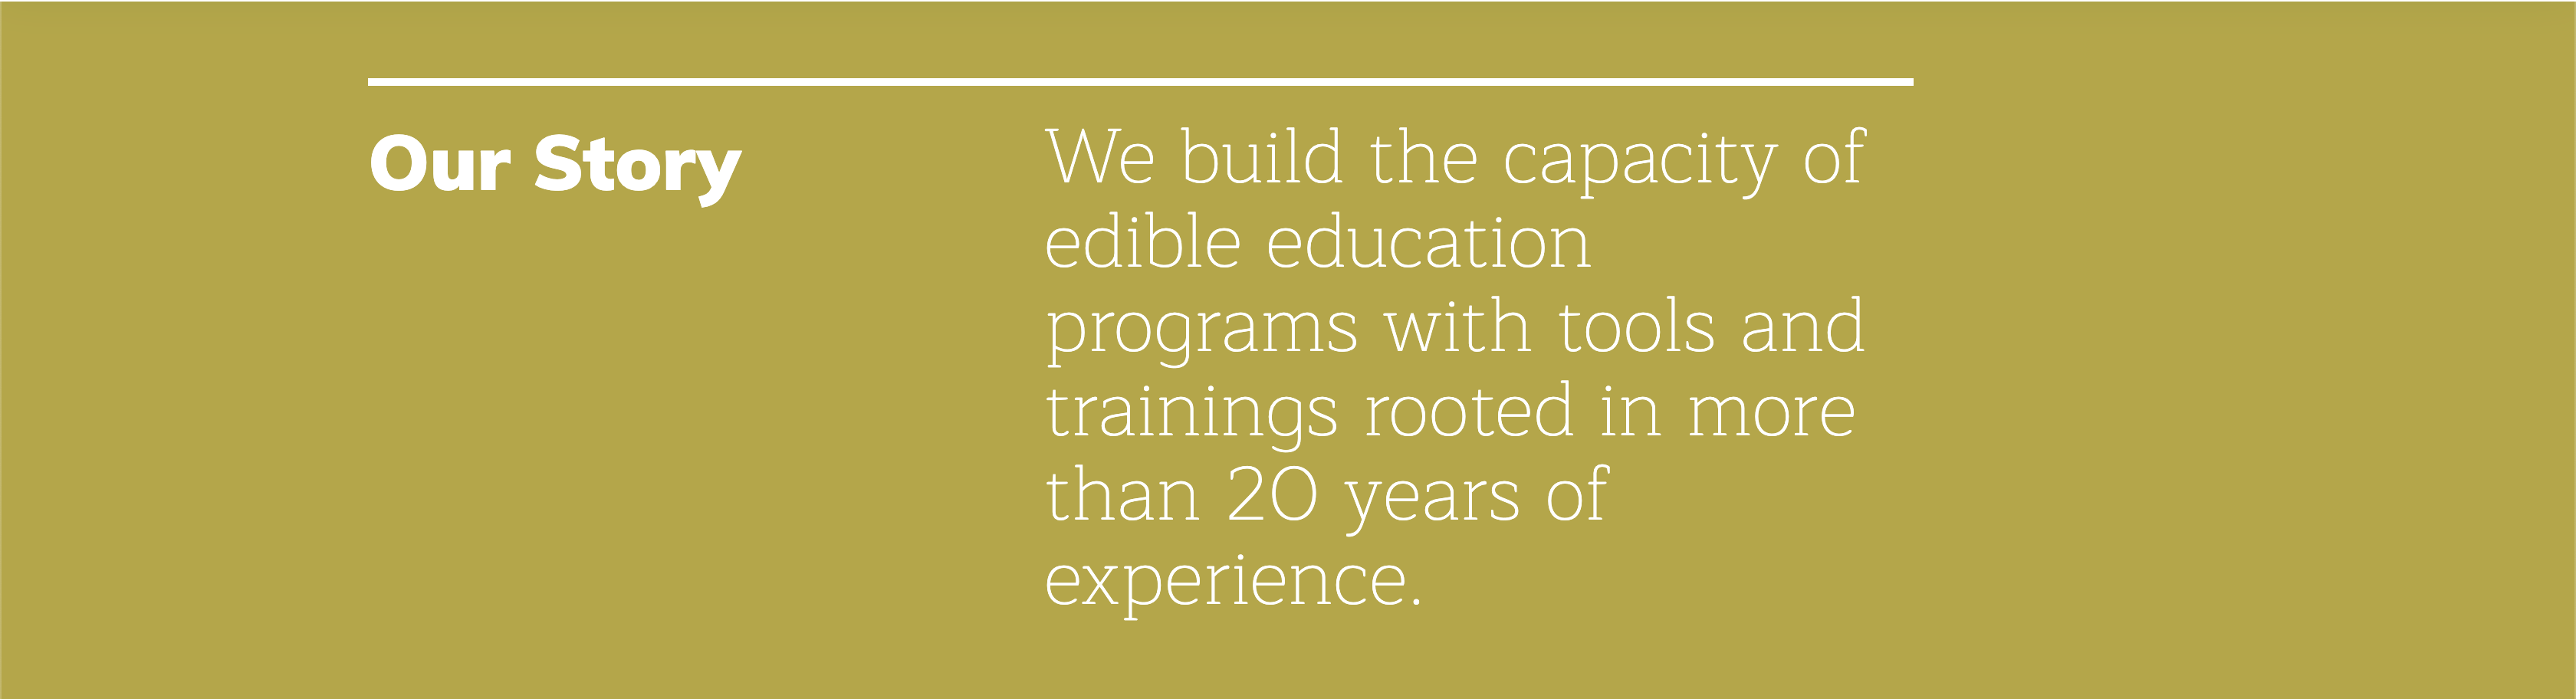 Our Story
We build the capacity of
edible education
programs with tools and
trainings rooted in more
than 20 years of
experience.